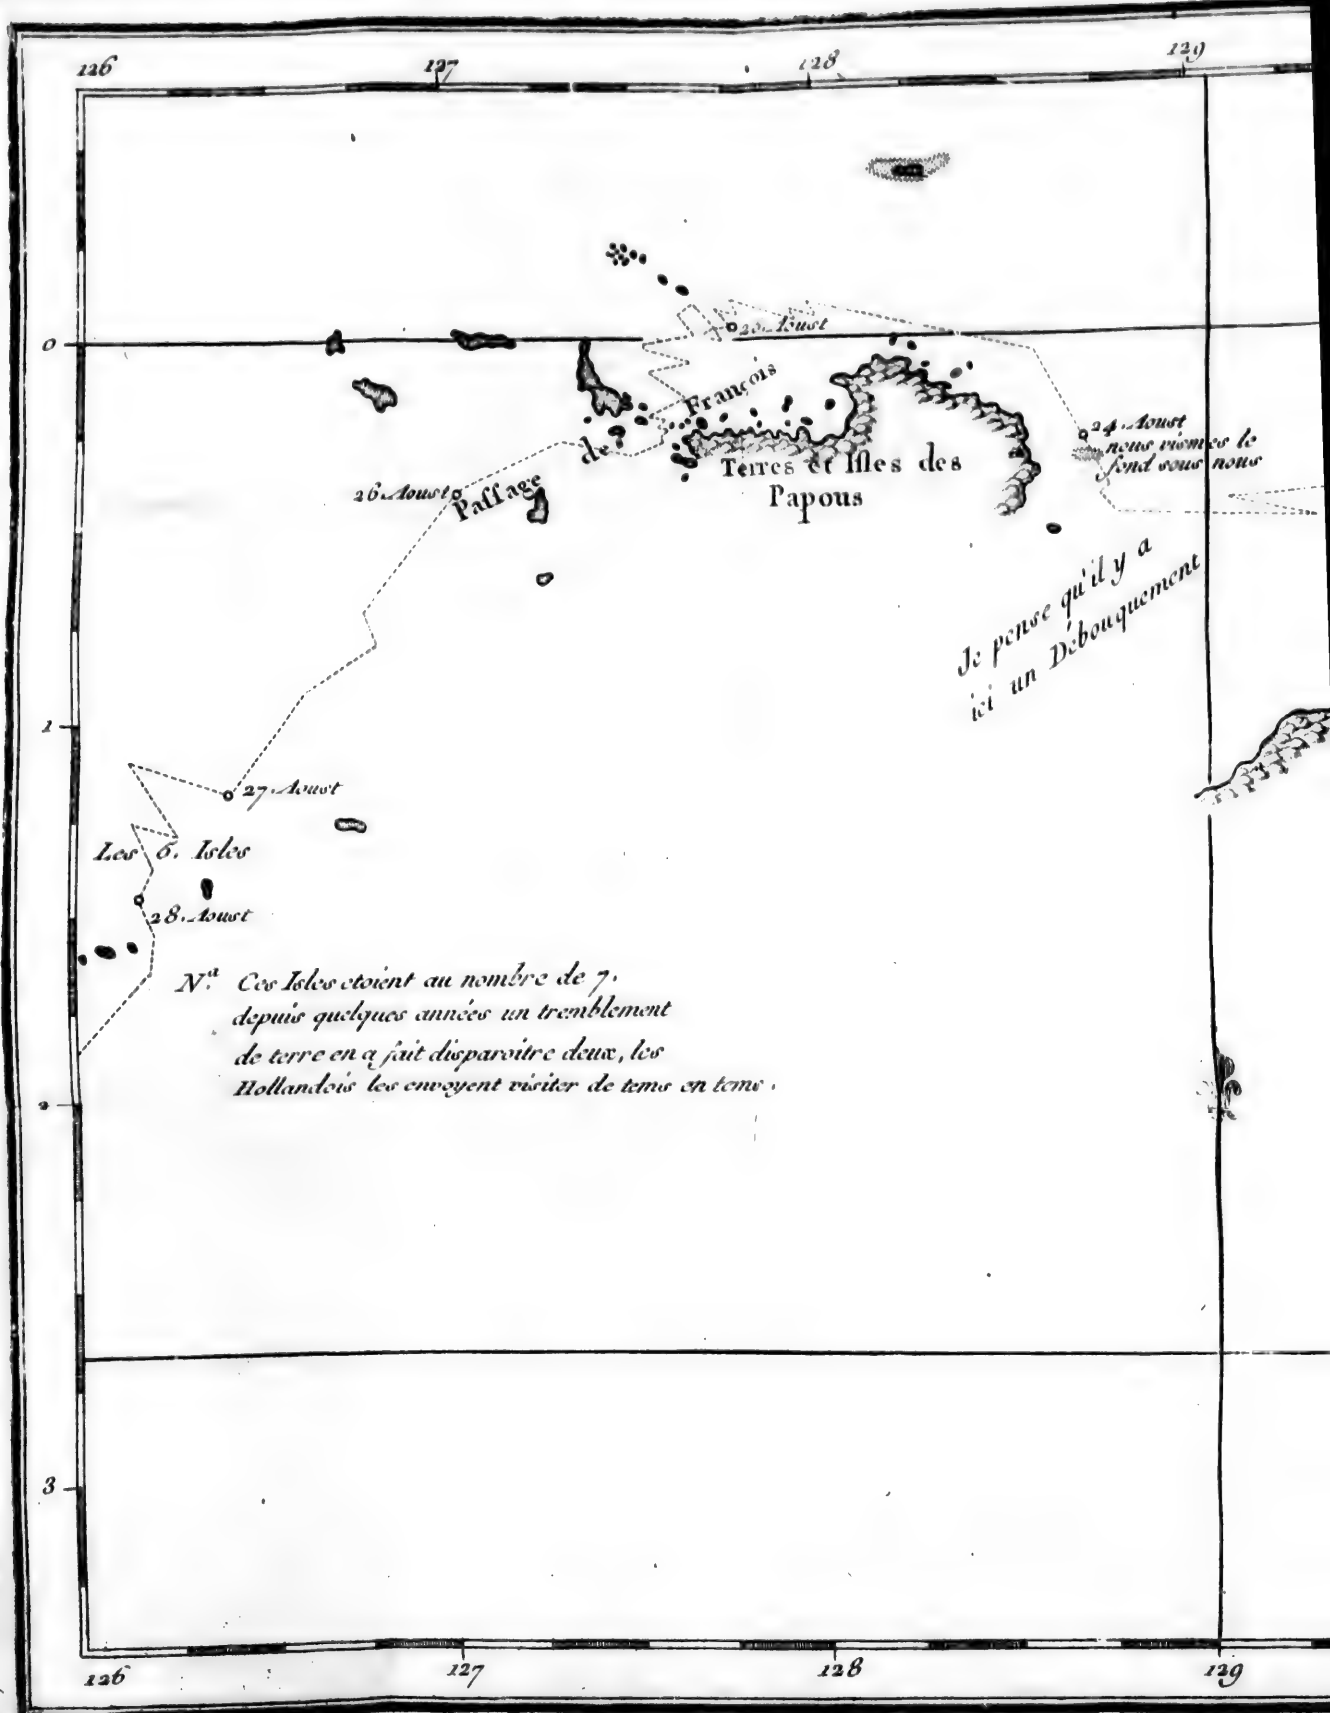 126 127 128 129
0
25. Aoust
Passage des François
24. Aoust
nous vismes le
fond sous nous
Terres et Isles des
Papous
26. Aoust
Je pense qu'il y a
ici un Débouquement
1
27. Aoust
Les 6. Isles
28. Aoust
N.ª Ces Isles etoient au nombre de 7.
depuis quelques années un tremblement
de terre en a fait disparoitre deux, les
Hollandois les envoyent visiter de tems en tems.
2
3
126 127 128 129